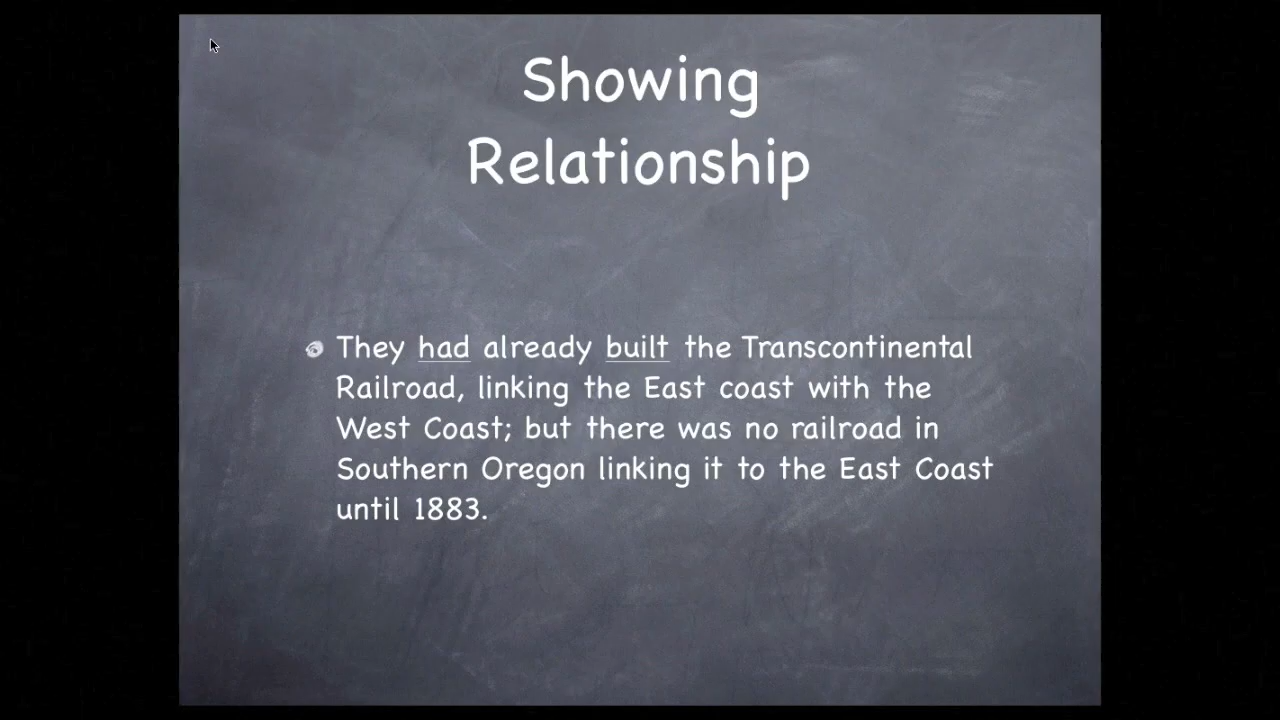 Showing
Relationship
They had already built the Transcontinental
Railroad, linking the East coast with the
West Coast; but there was no railroad in
Southern Oregon linking it to the East Coast
until 1883.